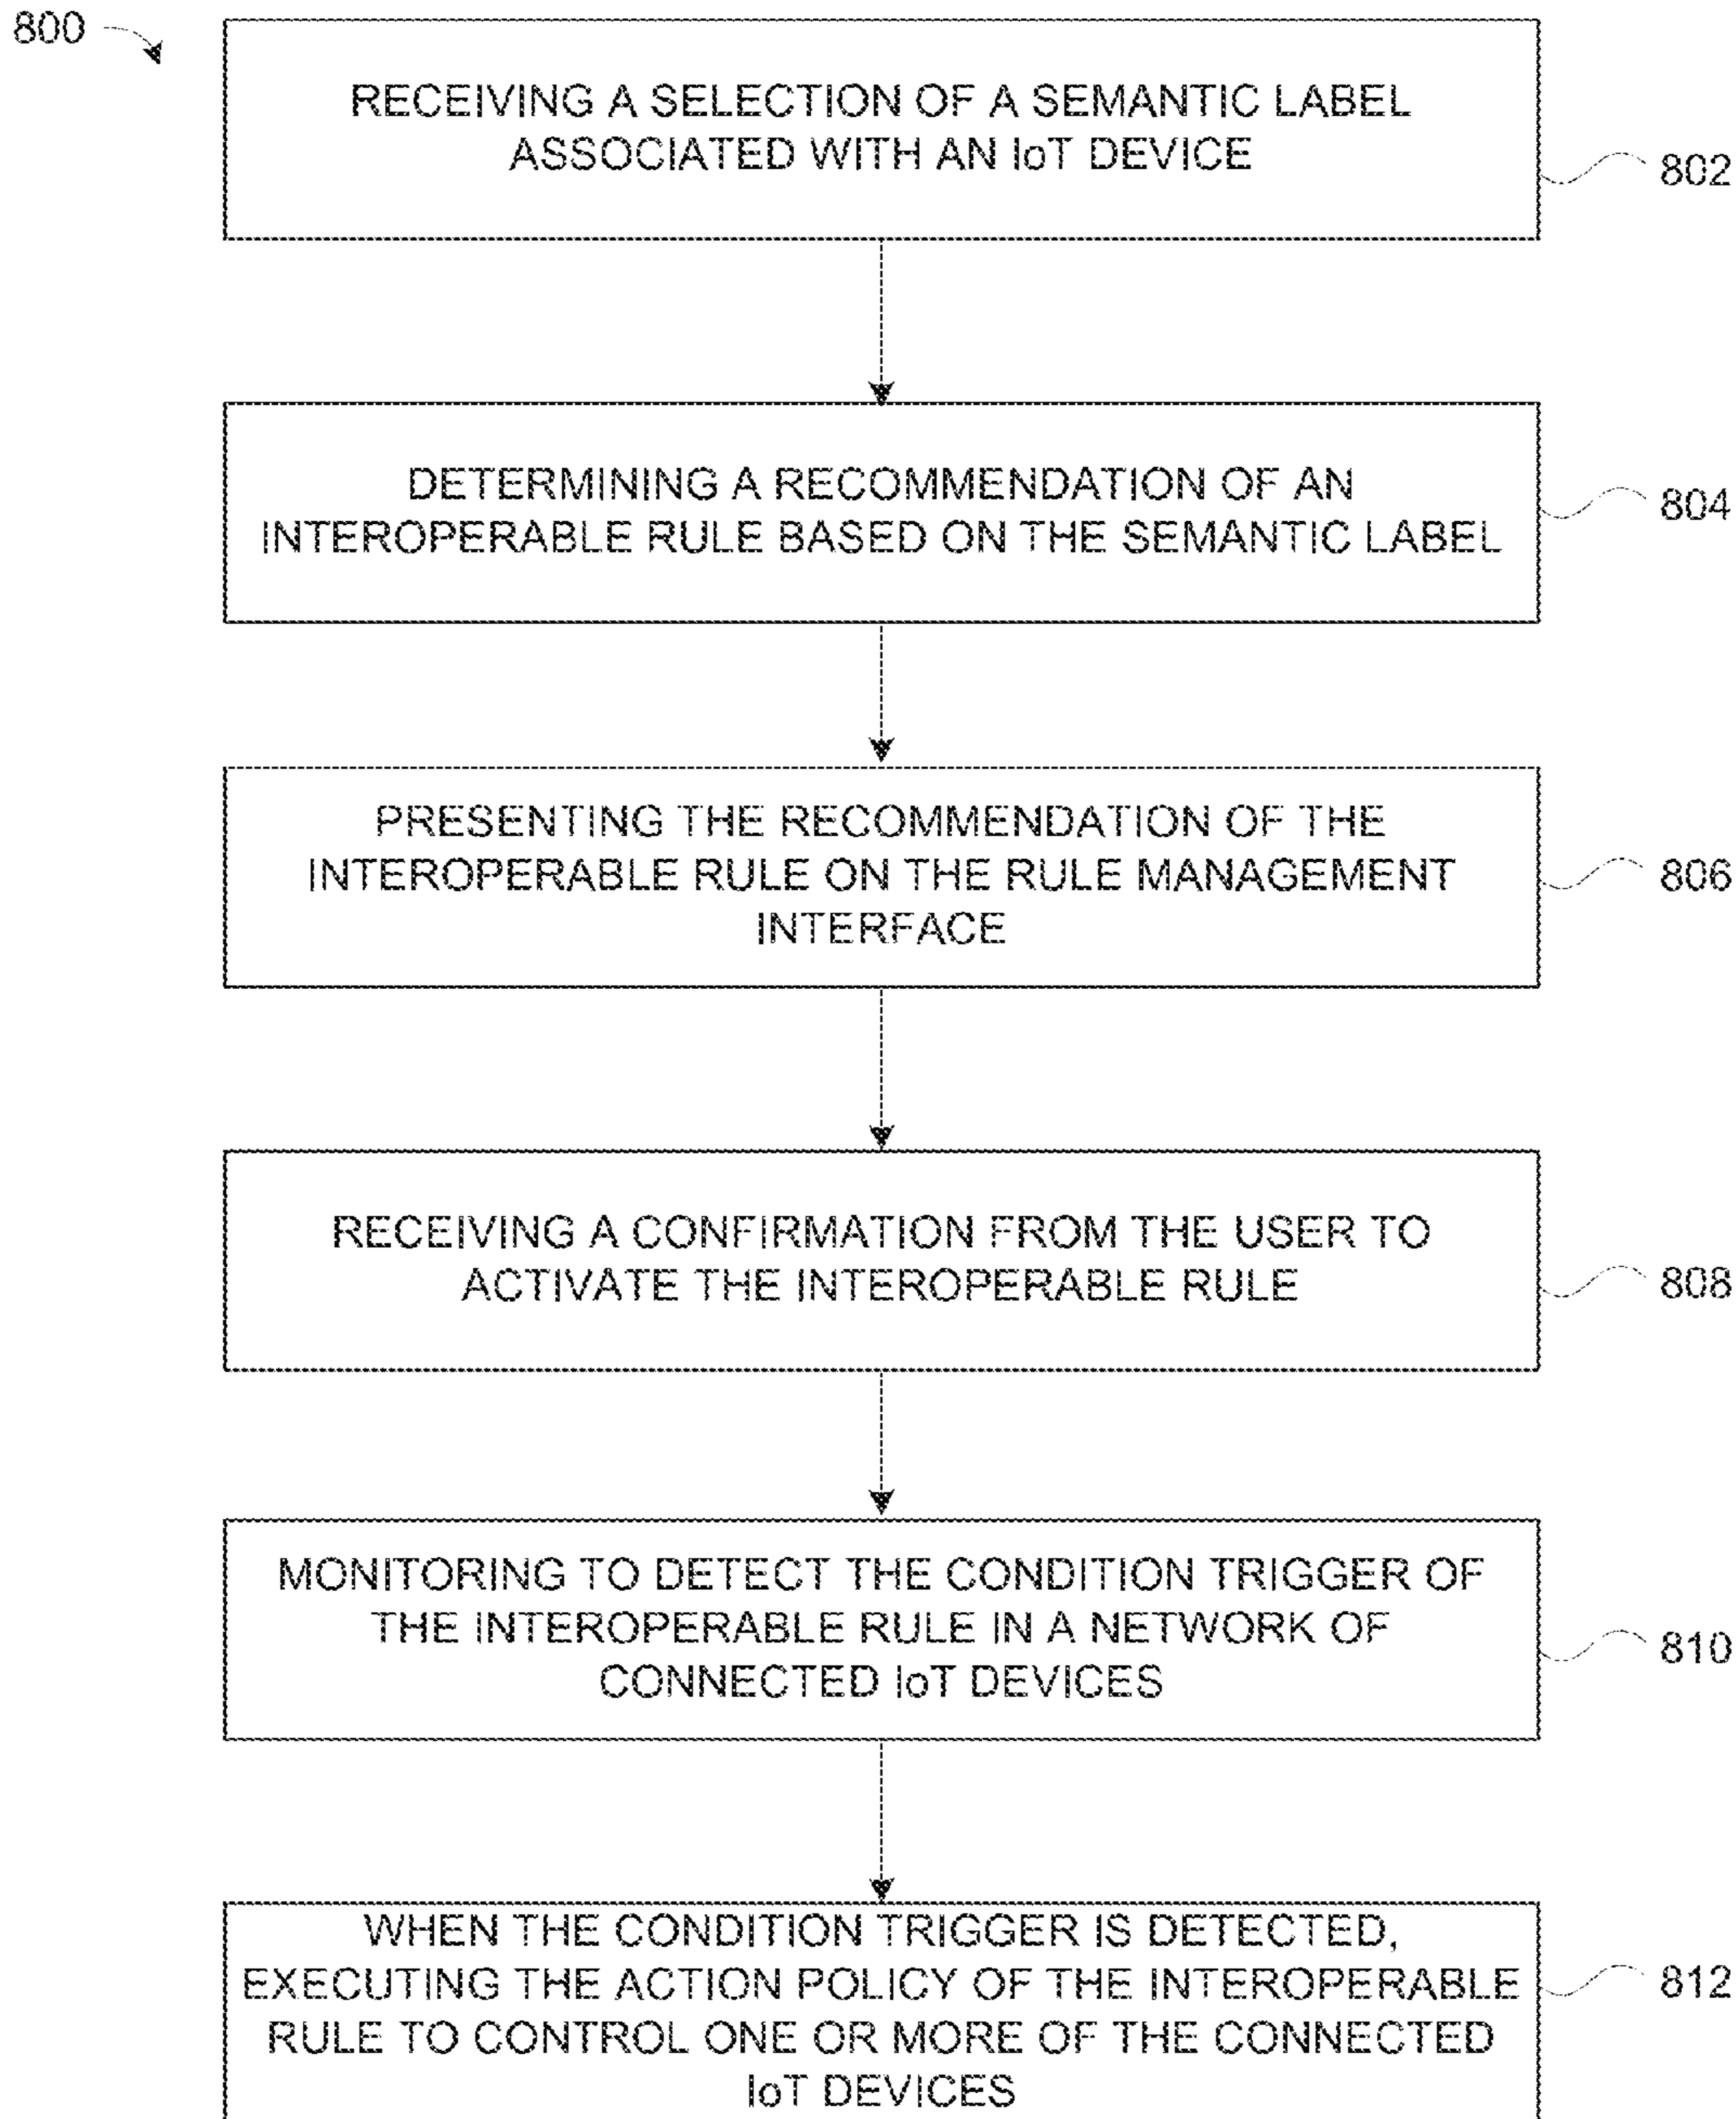 800
RECEIVING A SELECTION OF A SEMANTIC LABEL
ASSOCIATED WITH AN IoT DEVICE
802
DETERMINING A RECOMMENDATION OF AN
INTEROPERABLE RULE BASED ON THE SEMANTIC LABEL
804
PRESENTING THE RECOMMENDATION OF THE
INTEROPERABLE RULE ON THE RULE MANAGEMENT
INTERFACE
806
RECEIVING A CONFIRMATION FROM THE USER TO
ACTIVATE THE INTEROPERABLE RULE
808
MONITORING TO DETECT THE CONDITION TRIGGER OF
THE INTEROPERABLE RULE IN A NETWORK OF
CONNECTED IoT DEVICES
810
WHEN THE CONDITION TRIGGER IS DETECTED,
EXECUTING THE ACTION POLICY OF THE INTEROPERABLE
RULE TO CONTROL ONE OR MORE OF THE CONNECTED
IoT DEVICES
812